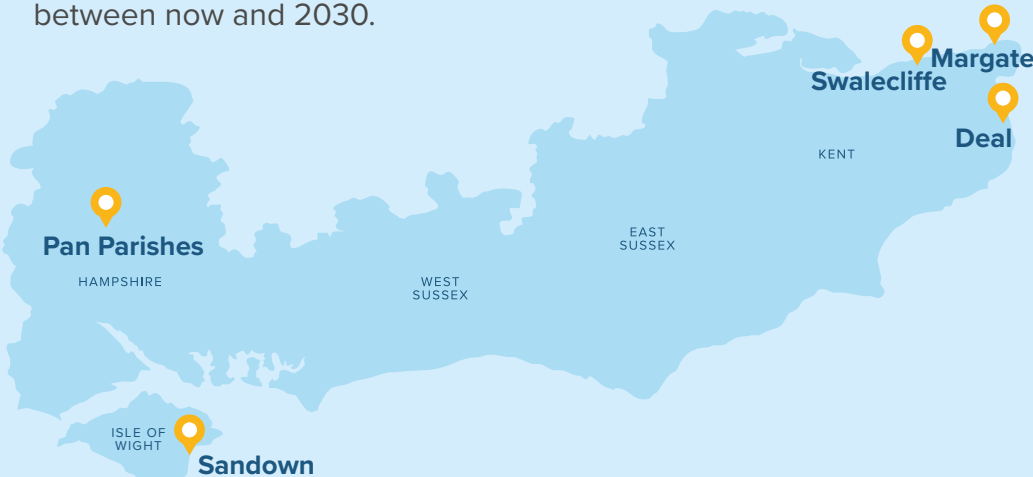 between now and 2030.
Margate
Swalecliffe
Deal
KENT
Pan Parishes
EAST
SUSSEX
HAMPSHIRE
WEST
SUSSEX
ISLE OF
WIGHT
Sandown